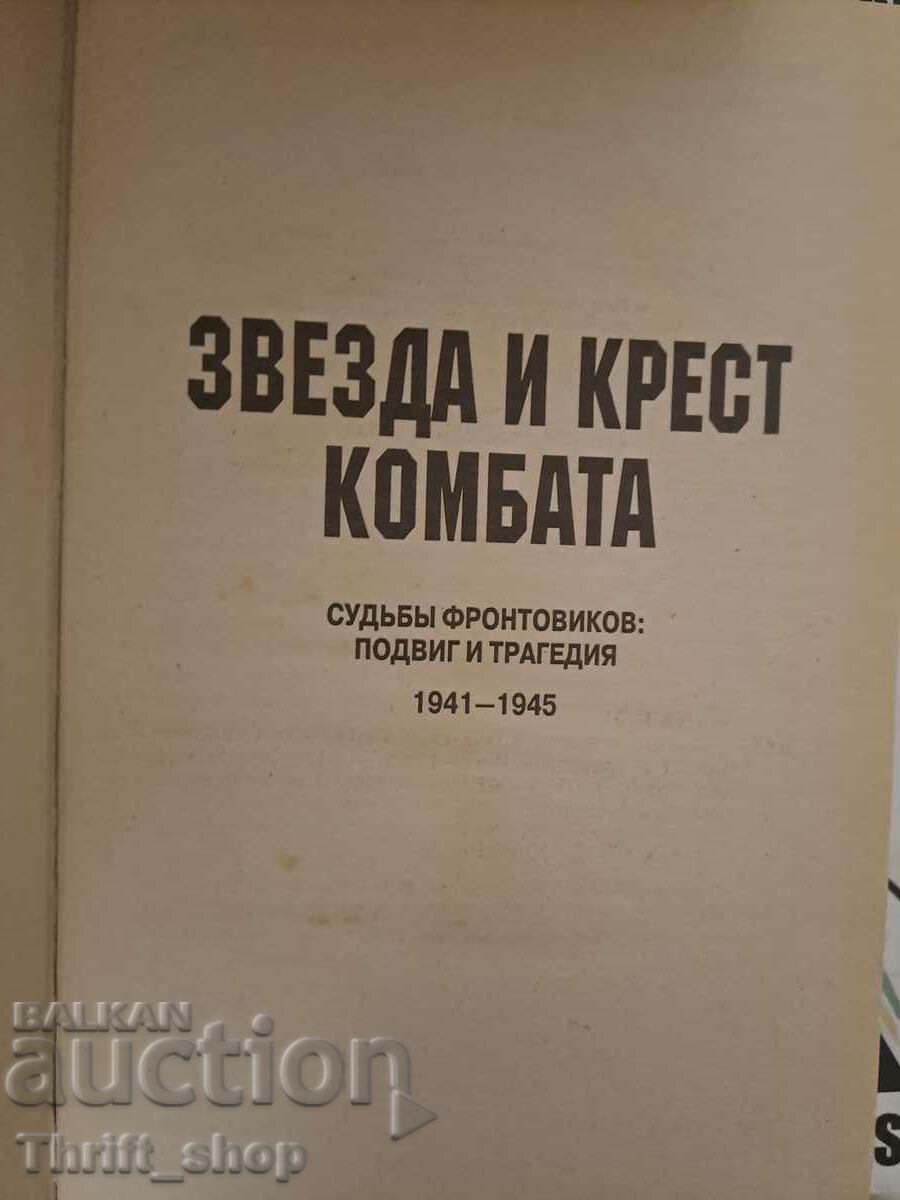 ЗВЕЗДА И КРЕСТ
КОМБАТА
СУДЬБЫ ФРОНТОВИКОВ:
ПОДВИГ И ТРАГЕДИЯ
1941–1945
BALKAN
auction
Thrift_shop
S